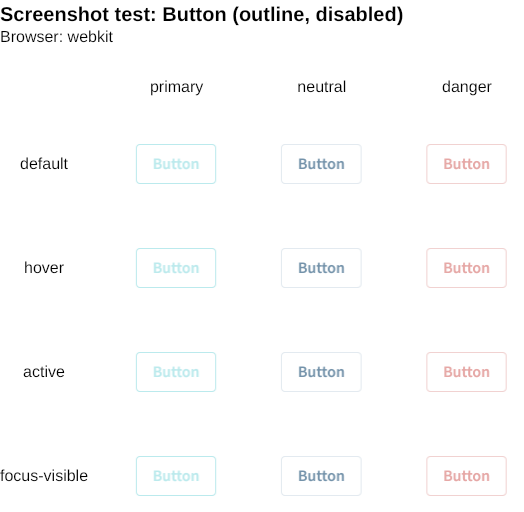 Screenshot test: Button (outline, disabled)
Browser: webkit
primary neutral danger
default Button Button Button
hover Button Button Button
active Button Button Button
focus-visible Button Button Button